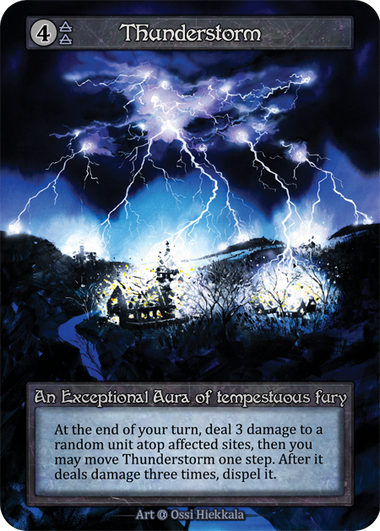 4 Thunderstorm
An Exceptional Aura of tempestuous fury
At the end of your turn, deal 3 damage to a
random unit atop affected sites, then you
may move Thunderstorm one step. After it
deals damage three times, dispel it.
Art @ Ossi Hiekkala